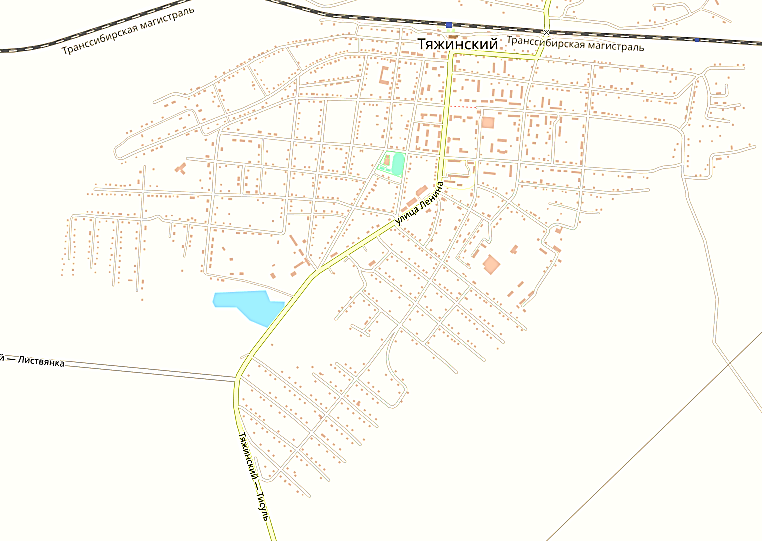 Транссибирская магистраль
Тяжинский
Транссибирская магистраль
улица Ленина
й — Листвянка
Тяжинский — Тисуль